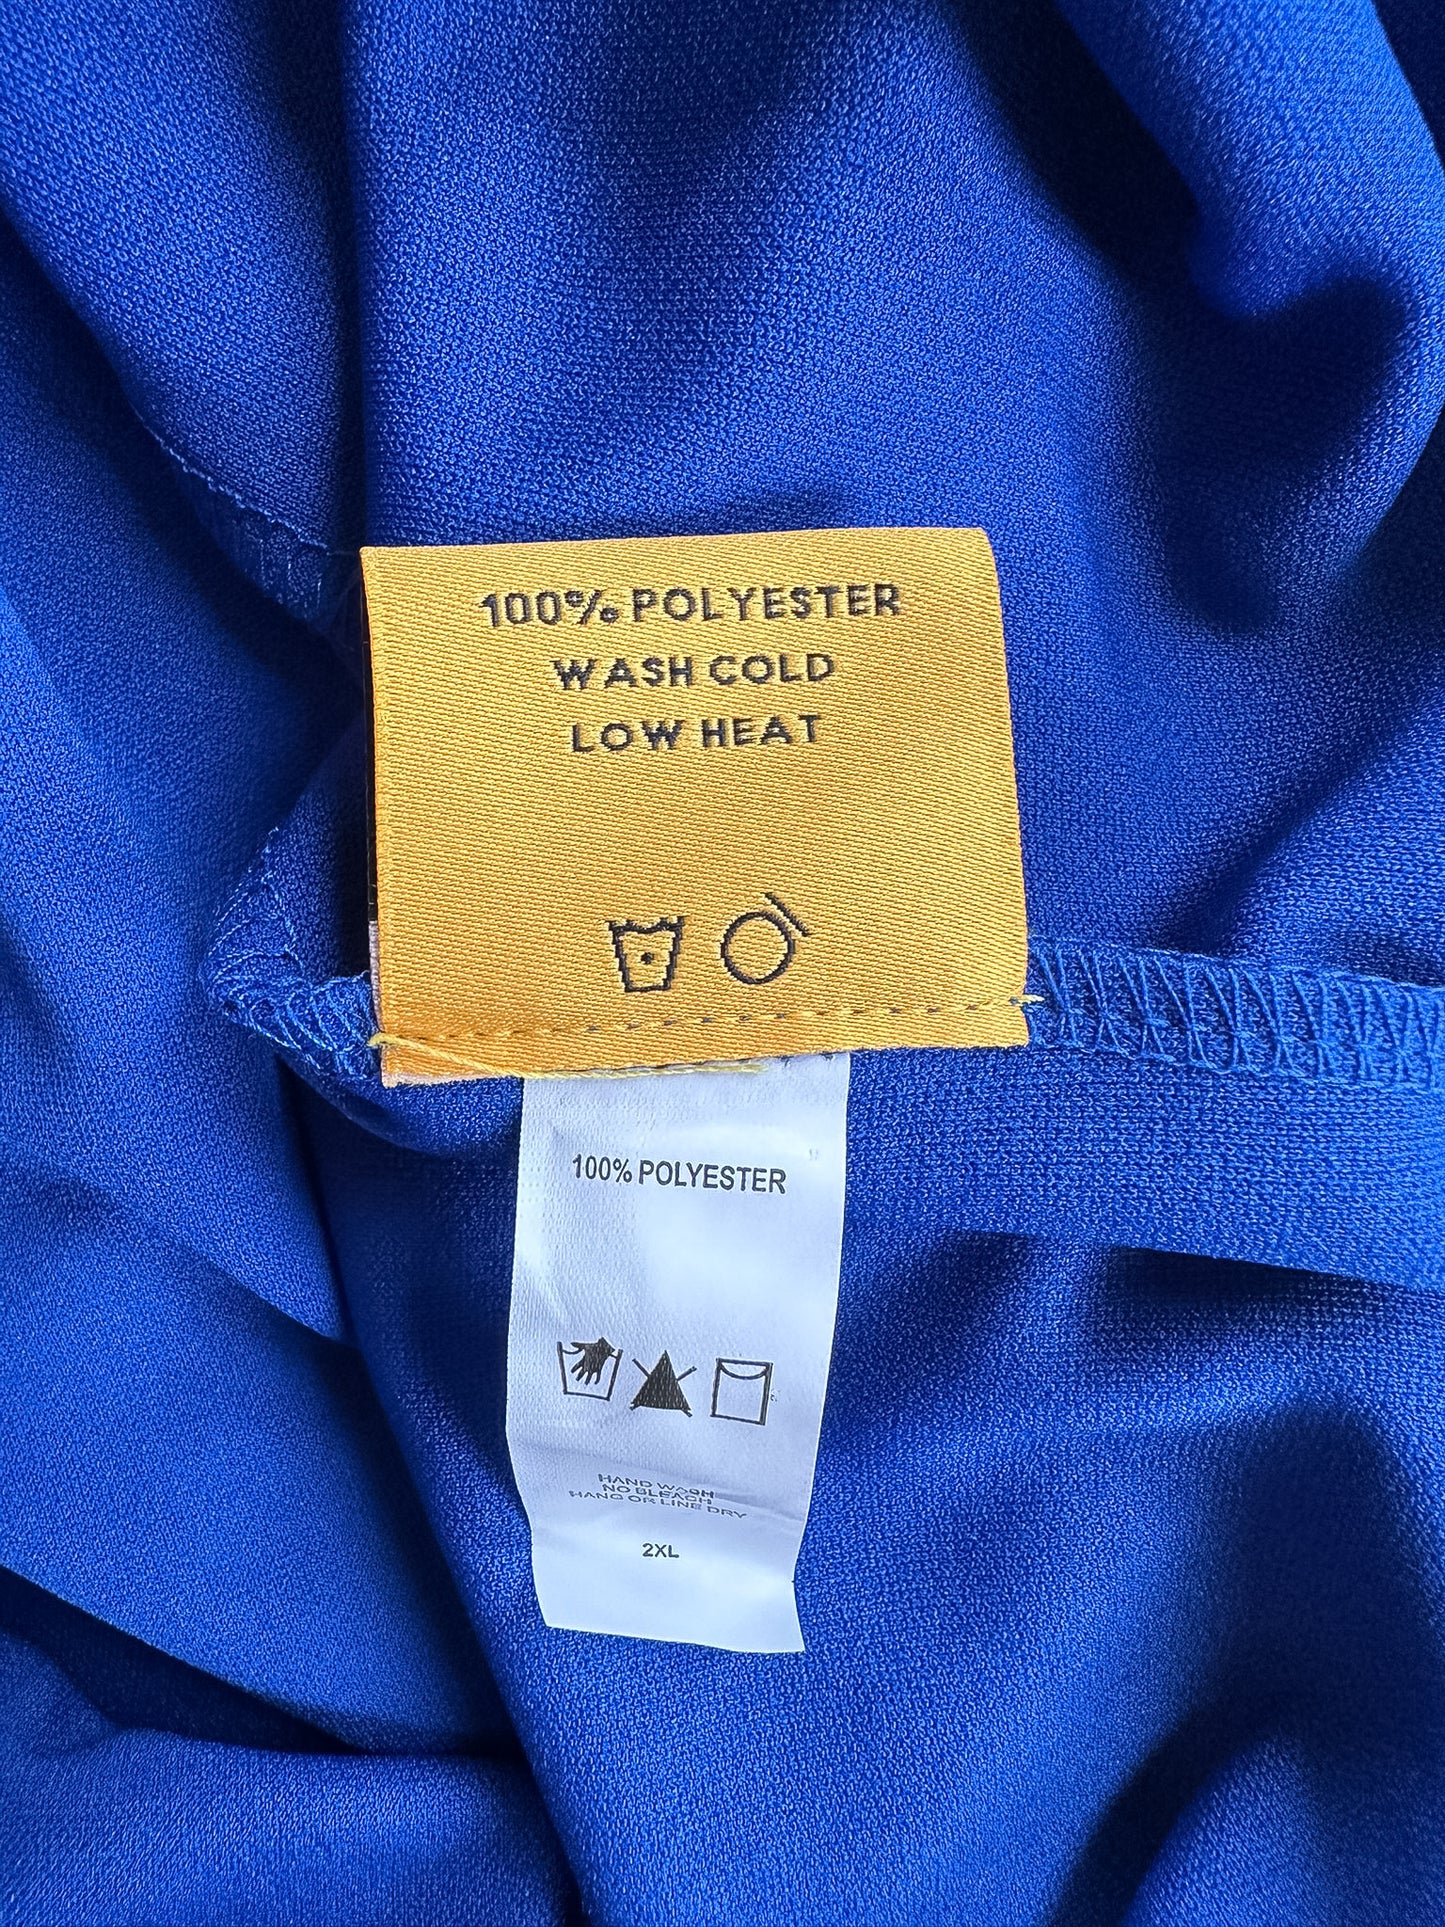 100% POLYESTER
WASH COLD
LOW HEAT
100% POLYESTER
HAND WASH
NO BLEACH
HANG OR LINE DRY
2XL